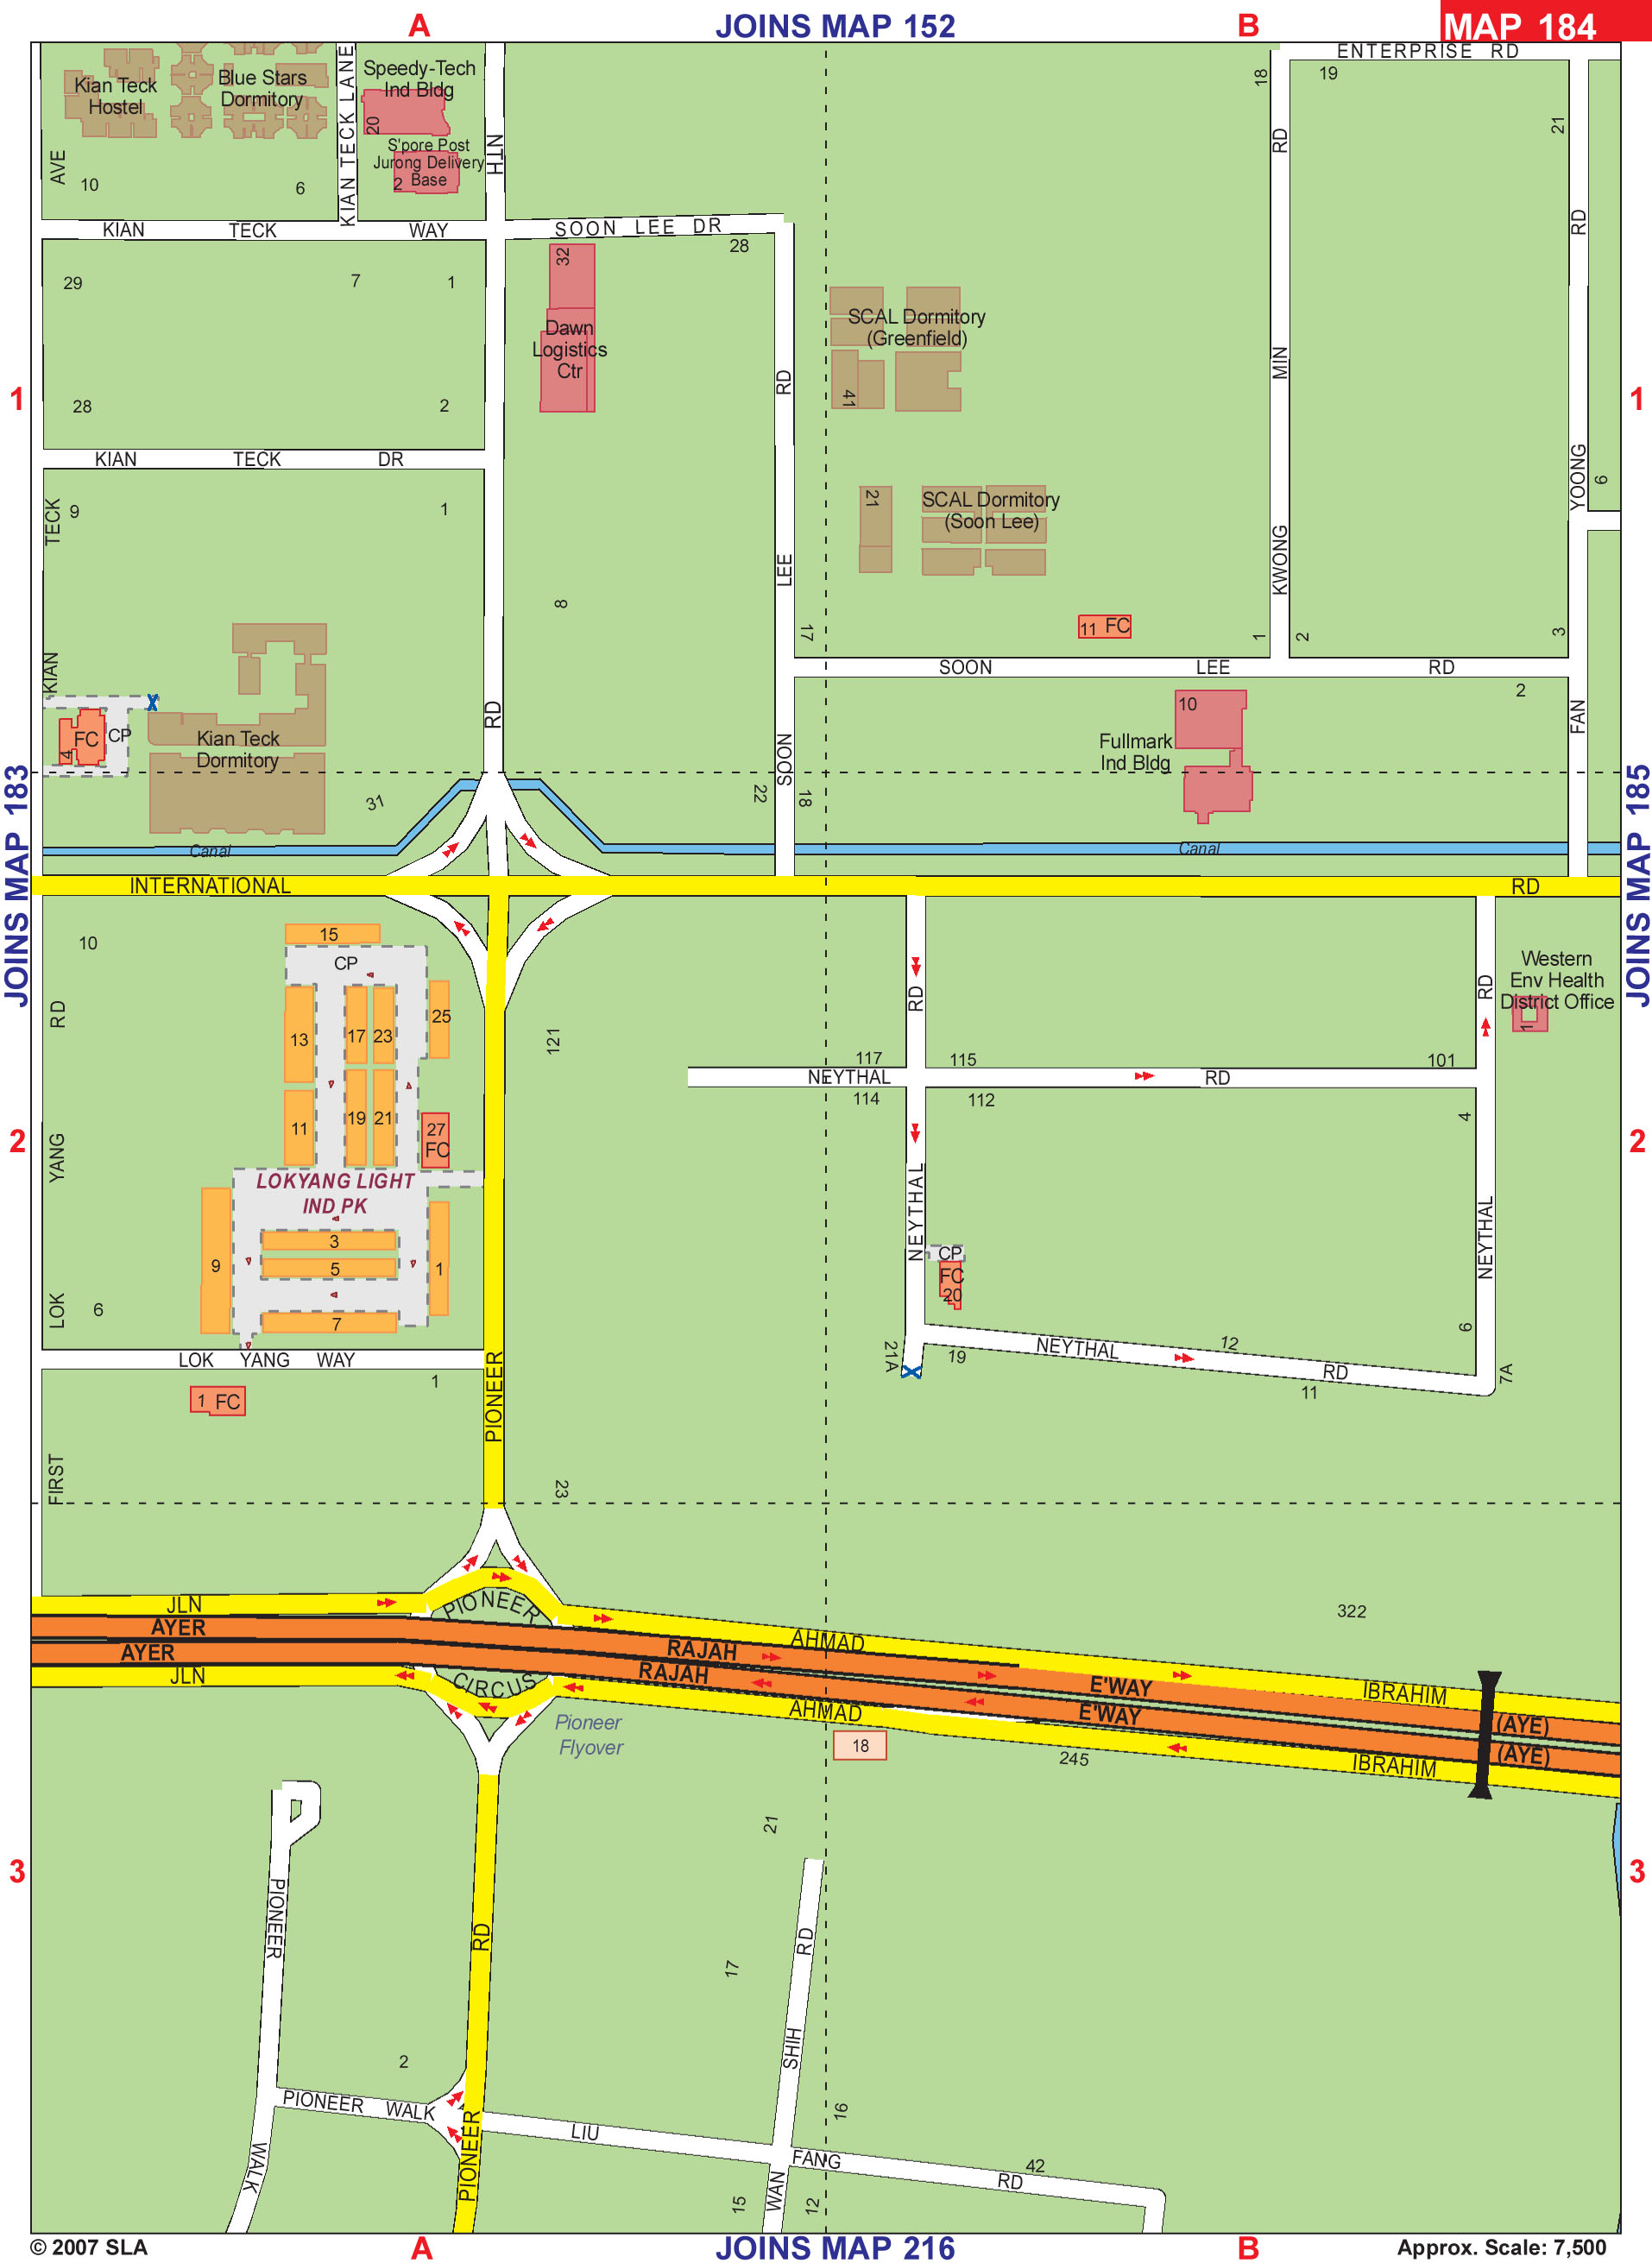 A
JOINS MAP 152
B
MAP 184
ENTERPRISE RD
Kian Teck
Hostel
Blue Stars
Dormitory
KIAN TECK LANE
Speedy-Tech
Ind Bldg
20
S'pore Post
Jurong Delivery
Base
2
NTH
18
19
21
RD
AVE
10
6
RD
KIAN TECK WAY
SOON LEE DR
28
29
7
1
32
Dawn
Logistics
Ctr
SCAL Dormitory
(Greenfield)
41
RD
MIN
1
28
2
1
KIAN TECK DR
YOONG
6
TECK
9
1
21
SCAL Dormitory
(Soon Lee)
KWONG
LEE
8
17
11 FC
1
2
3
KIAN
SOON LEE RD
2
RD
FAN
10
Fullmark
Ind Bldg
FC
4
CP
Kian Teck
Dormitory
SOON
JOINS MAP 183
JOINS MAP 185
31
22
18
Canal
Canal
INTERNATIONAL RD
10
15
CP
Western
Env Health
District Office
1
RD
RD
RD
13
17
23
25
121
117
115
101
NEYTHAL RD
114
112
4
11
19
21
27
FC
2
2
YANG
LOKYANG LIGHT
IND PK
NEYTHAL
NEYTHAL
3
5
9
1
7
CP
FC
20
LOK
6
6
21A
19
NEYTHAL RD
12
11
7A
LOK YANG WAY
1
1 FC
PIONEER
FIRST
23
JLN AHMAD IBRAHIM
PIONEER
322
AYER RAJAH E'WAY (AYE)
AYER RAJAH E'WAY (AYE)
JLN AHMAD IBRAHIM
CIRCUS
Pioneer
Flyover
18
245
21
3
3
PIONEER
RD
RD
17
SHIH
2
PIONEER WALK
16
LIU FANG RD
42
WALK
PIONEER
15
WAN
12
© 2007 SLA
A
JOINS MAP 216
B
Approx. Scale: 7,500